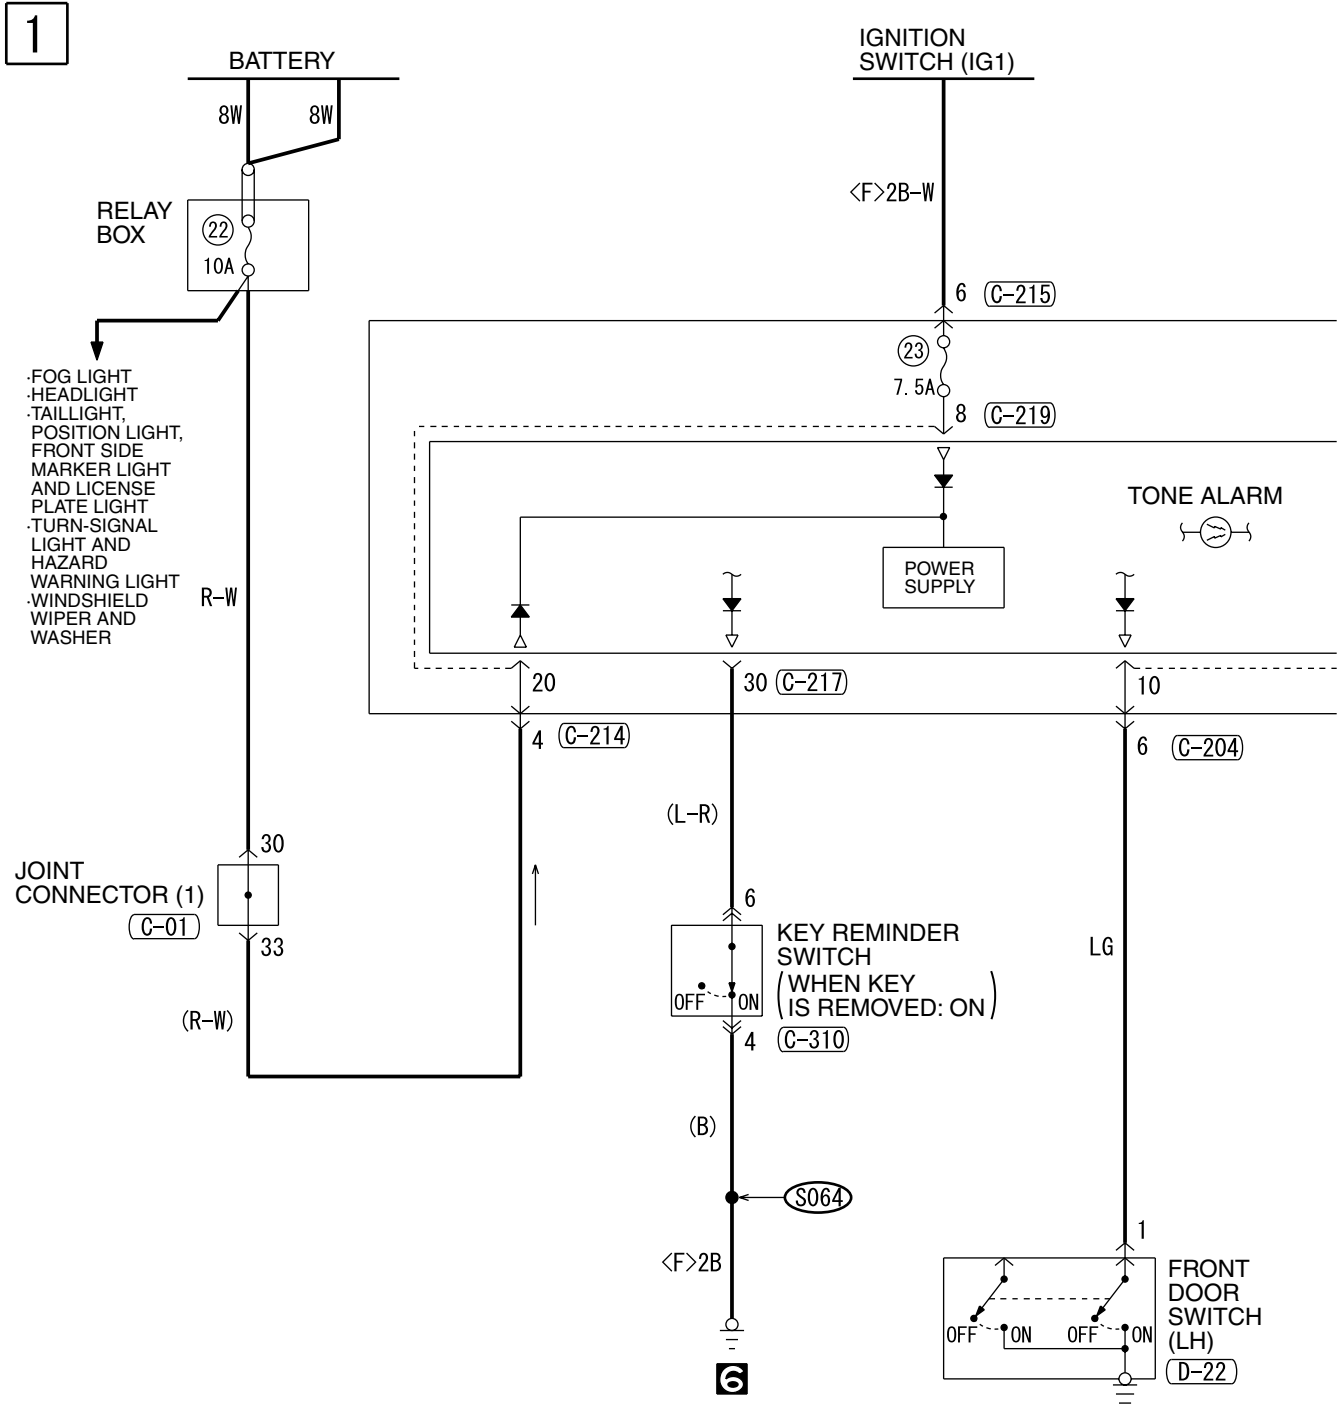 1
BATTERY
IGNITION
SWITCH (IG1)
8W
8W
<F>2B-W
RELAY
BOX
22
10A
6
C-215
23
7.5A
8
C-219
·FOG LIGHT
·HEADLIGHT
·TAILLIGHT,
POSITION LIGHT,
FRONT SIDE
MARKER LIGHT
AND LICENSE
PLATE LIGHT
·TURN-SIGNAL
LIGHT AND
HAZARD
WARNING LIGHT
·WINDSHIELD
WIPER AND
WASHER
R-W
TONE ALARM
POWER
SUPPLY
20
30
C-217
10
4
C-214
6
C-204
(L-R)
30
JOINT
CONNECTOR (1)
C-01
33
(R-W)
6
KEY REMINDER
SWITCH
(WHEN KEY
IS REMOVED: ON)
OFF
ON
4
C-310
LG
(B)
S064
<F>2B
6
1
FRONT
DOOR
SWITCH
(LH)
D-22
OFF
ON
OFF
ON